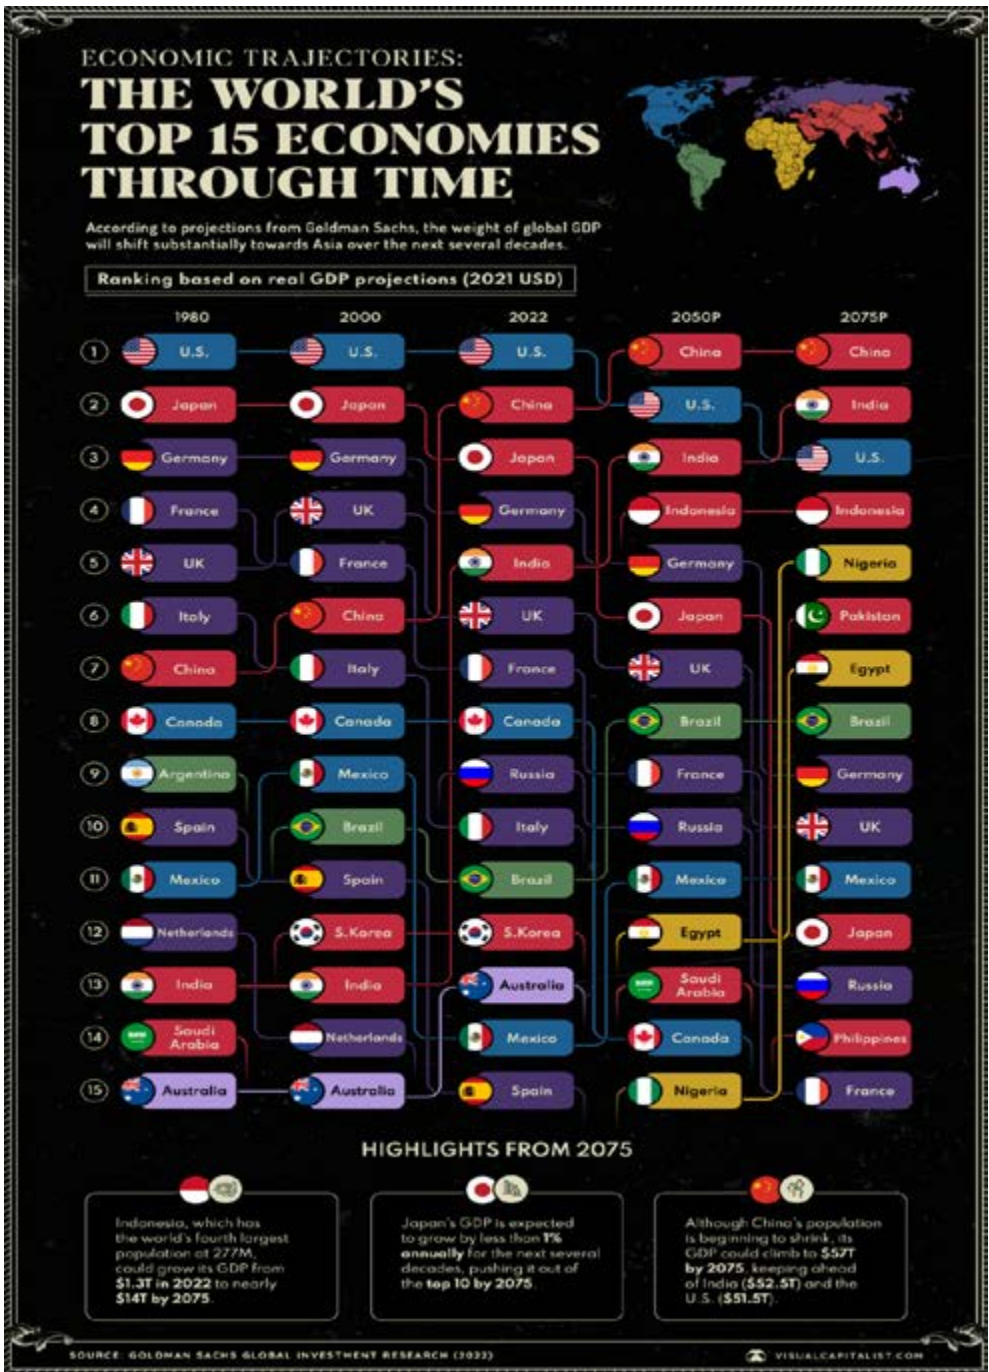 ECONOMIC TRAJECTORIES:
THE WORLD'S
TOP 15 ECONOMIES
THROUGH TIME
According to projections from Goldman Sachs, the weight of global GDP
will shift substantially towards Asia over the next several decades.
Ranking based on real GDP projections (2021 USD)
1980 2000 2022 2050P 2075P
1 U.S. U.S. U.S. China China
2 Japan Japan China U.S. India
3 Germany Germany Japan India U.S.
4 France UK Germany Indonesia Indonesia
5 UK France India Germany Nigeria
6 Italy China UK Japan Pakistan
7 China Italy France UK Egypt
8 Canada Canada Canada Brazil Brazil
9 Argentina Mexico Russia France Germany
10 Spain Brazil Italy Russia UK
11 Mexico Spain Brazil Mexico Mexico
12 Netherlands S.Korea S.Korea Egypt Japan
13 India India Australia Saudi Arabia Russia
14 Saudi Arabia Netherlands Mexico Canada Philippines
15 Australia Australia Spain Nigeria France
HIGHLIGHTS FROM 2075
Indonesia, which has
the world's fourth largest
population at 277M,
could grow its GDP from
$1.3T in 2022 to nearly
$14T by 2075.
Japan's GDP is expected
to grow by less than 1%
annually for the next several
decades, pushing it out of
the top 10 by 2075.
Although China's population
is beginning to shrink, its
GDP could climb to $57T
by 2075, keeping ahead
of India ($52.5T) and the
U.S. ($51.5T).
SOURCE: GOLDMAN SACHS GLOBAL INVESTMENT RESEARCH (2022)
VISUALCAPITALIST.COM